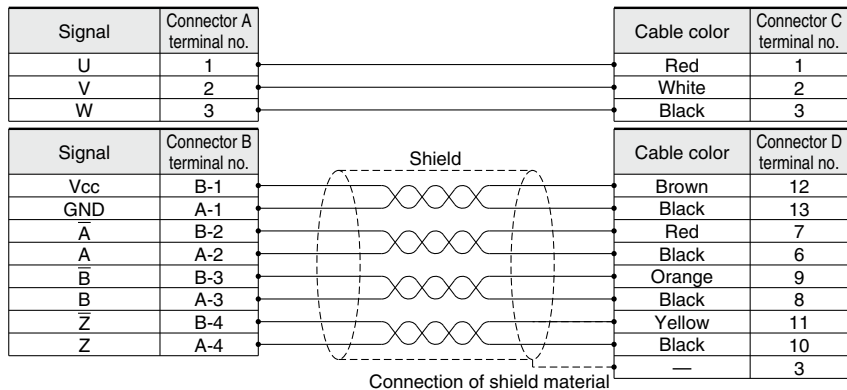 Signal Connector A terminal no. Cable color Connector C terminal no.
U 1 Red 1
V 2 White 2
W 3 Black 3
Signal Connector B terminal no. Shield Cable color Connector D terminal no.
Vcc B-1 Brown 12
GND A-1 Black 13
A̅ B-2 Red 7
A A-2 Black 6
B̅ B-3 Orange 9
B A-3 Black 8
Z̅ B-4 Yellow 11
Z A-4 Black 10
— 3
Connection of shield material